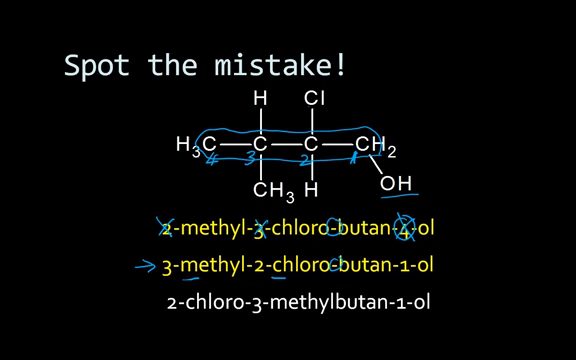 Spot the mistake!
H Cl
H3C C C CH2
4 3 2 1
CH3 H OH
2-methyl-3-chloro-butan-4-ol
3-methyl-2-chloro-butan-1-ol
2-chloro-3-methylbutan-1-ol